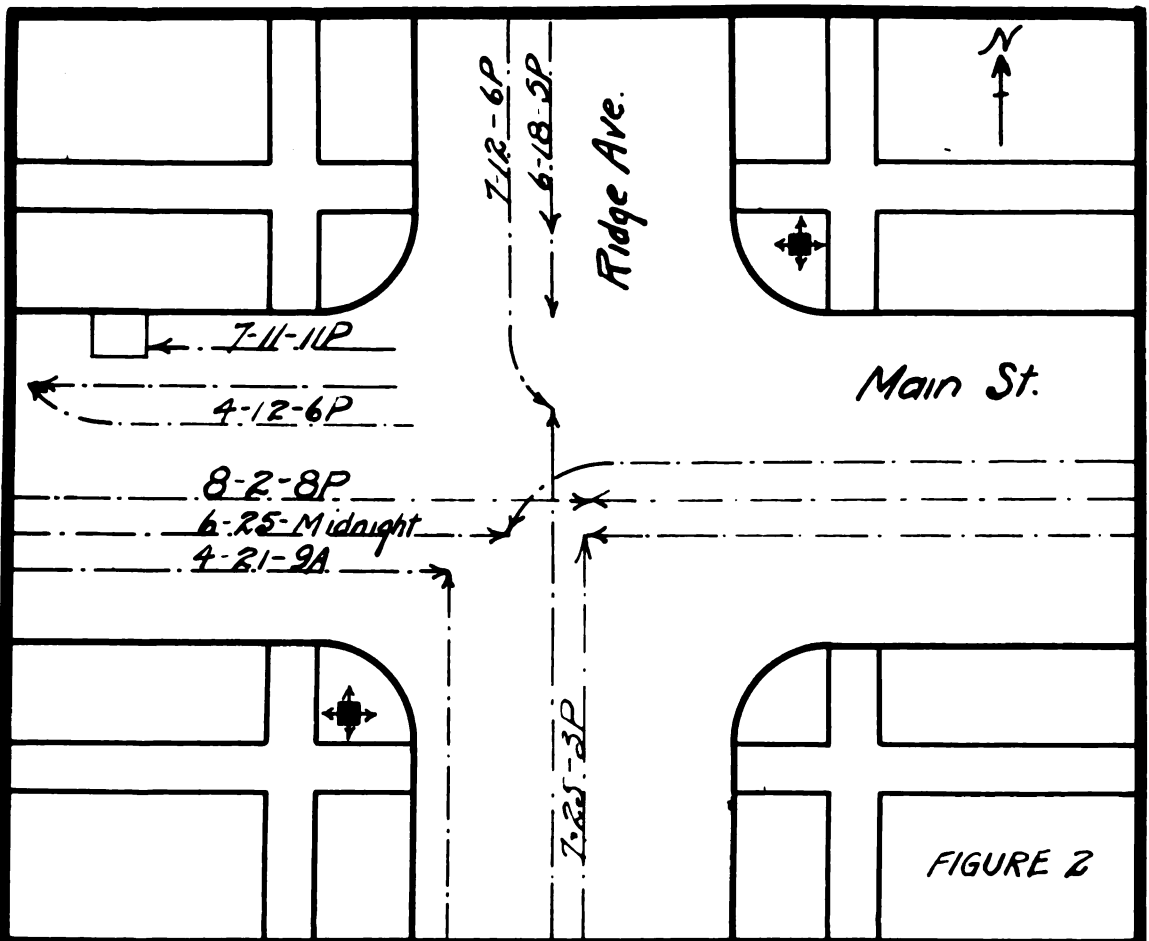 N
7-12-6P
6-18-5P
Ridge Ave.
7-11-11P
4-12-6P
Main St.
8-2-8P
6-25-Midnight
4-21-9A
7-25-3P
FIGURE 2